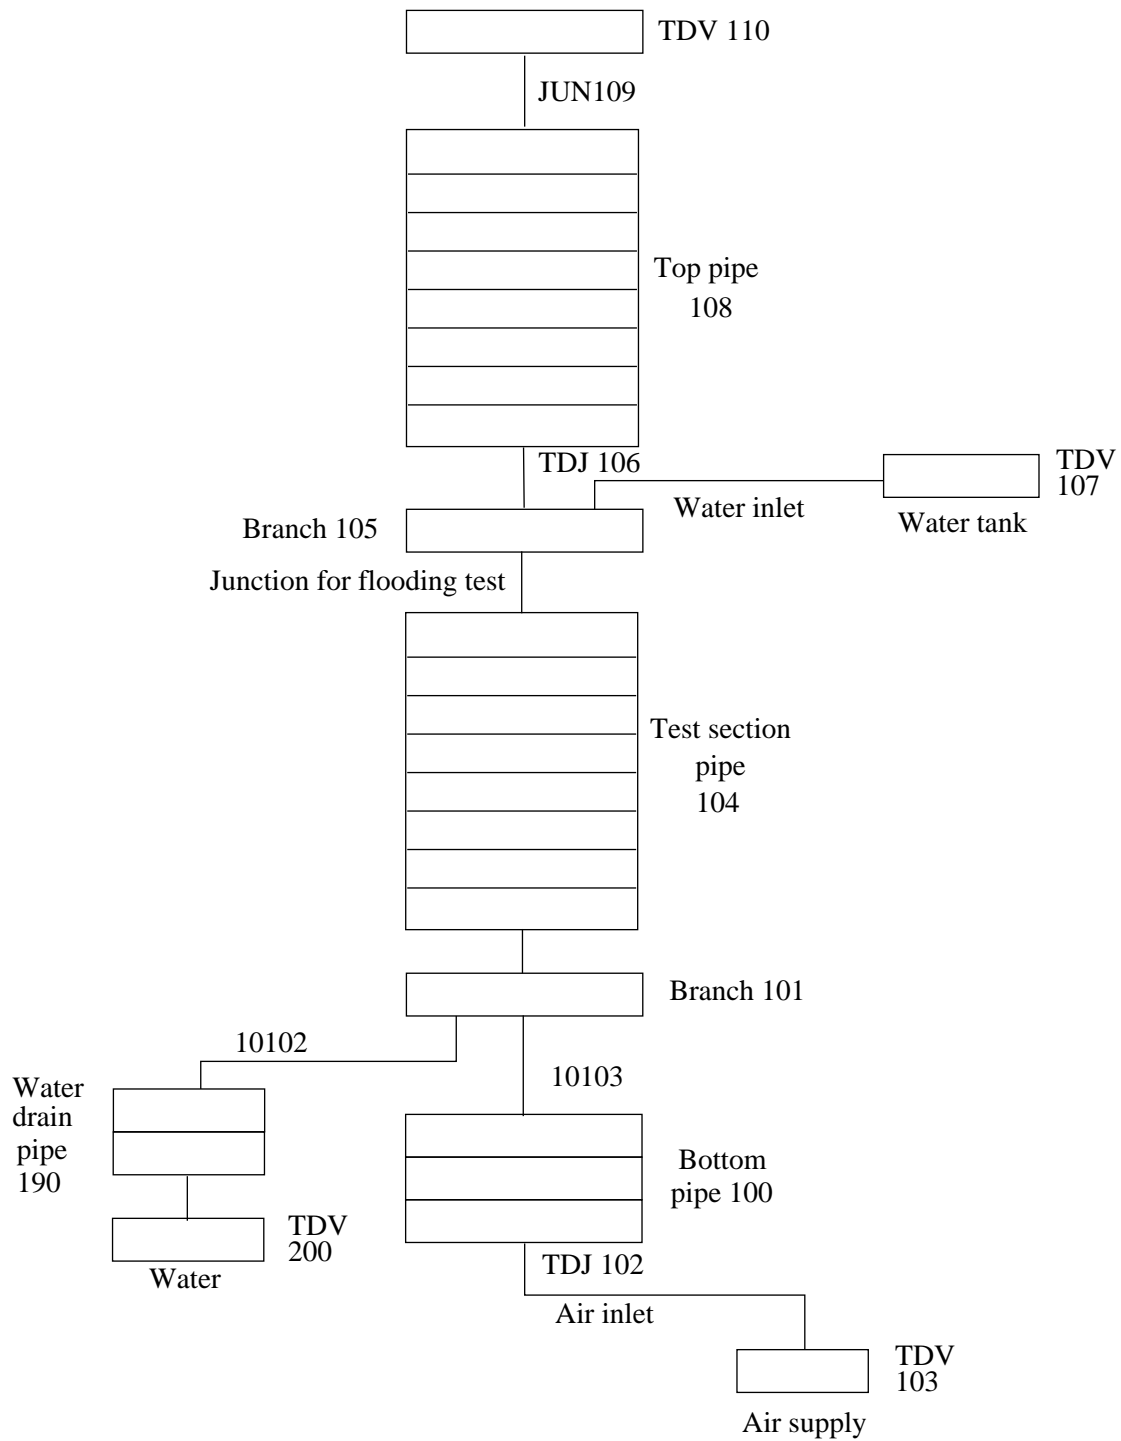 TDV 110
JUN109
Top pipe
108
TDJ 106
TDV
107
Water inlet
Water tank
Branch 105
Junction for flooding test
Test section
pipe
104
Branch 101
10102
10103
Water
drain
pipe
190
Bottom
pipe 100
TDV
200
Water
TDJ 102
Air inlet
TDV
103
Air supply